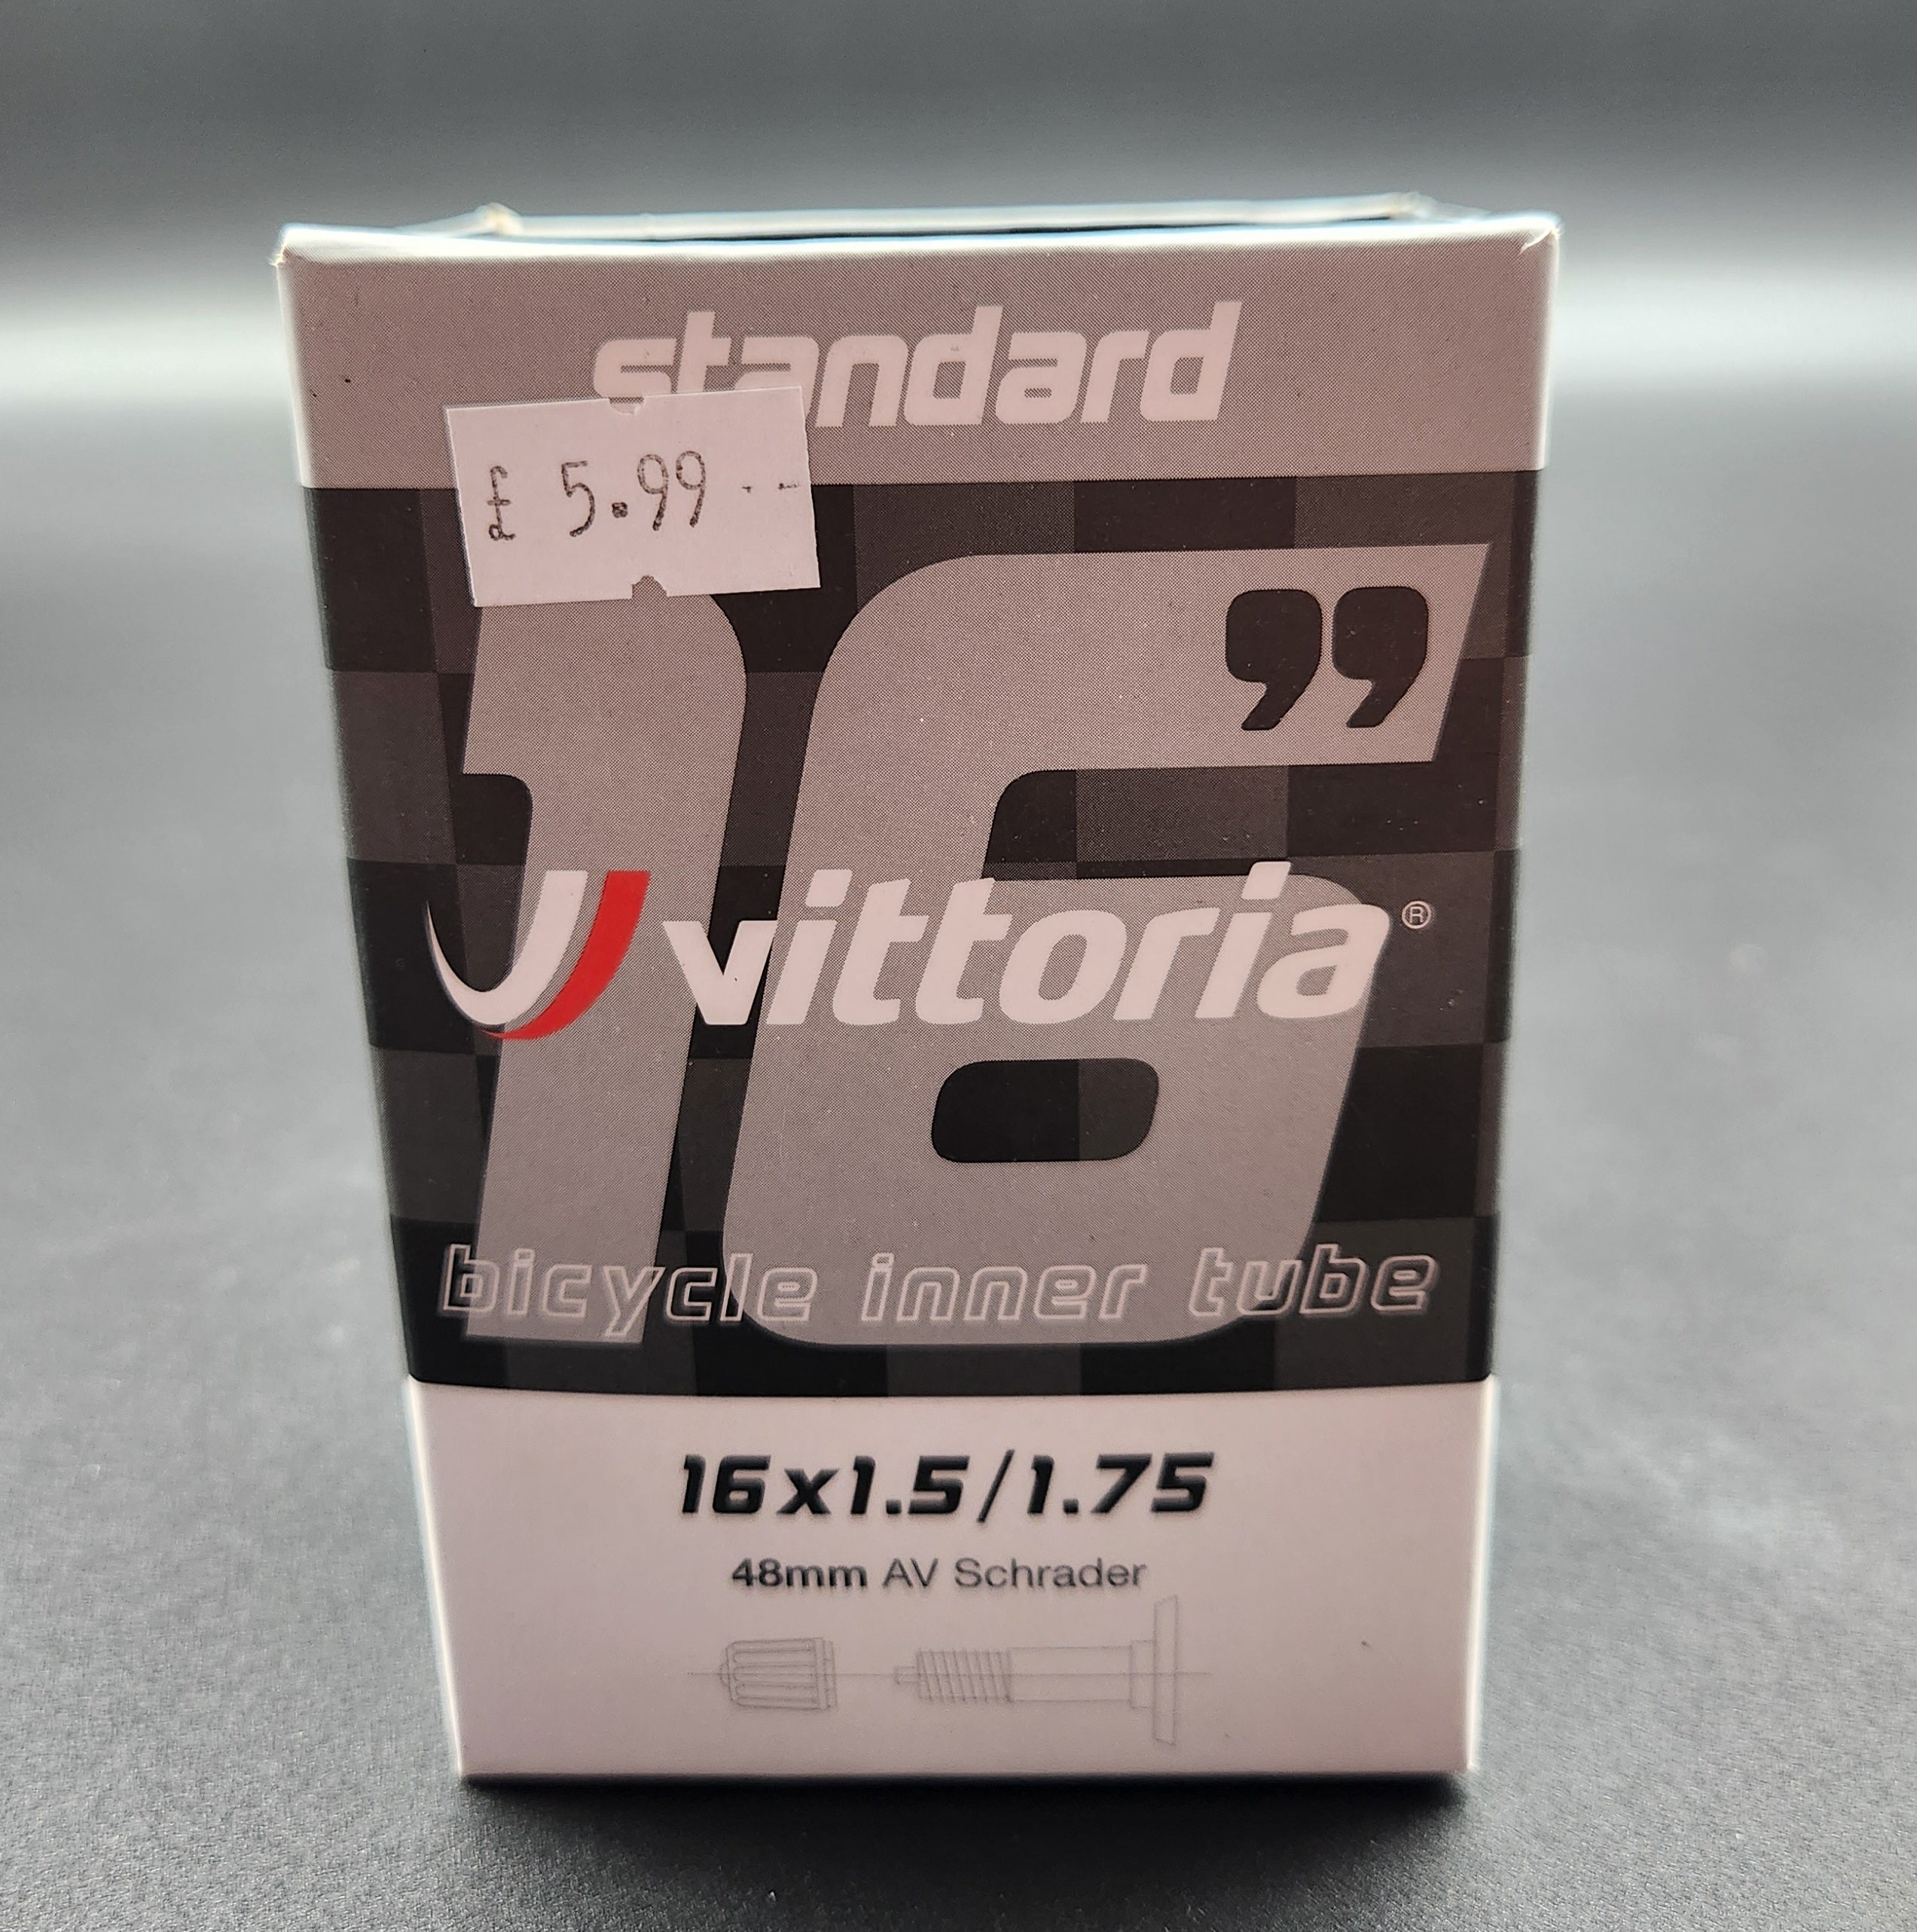 standard
£ 5.99
16”
vittoria®
bicycle inner tube
16x1.5/1.75
48mm AV Schrader